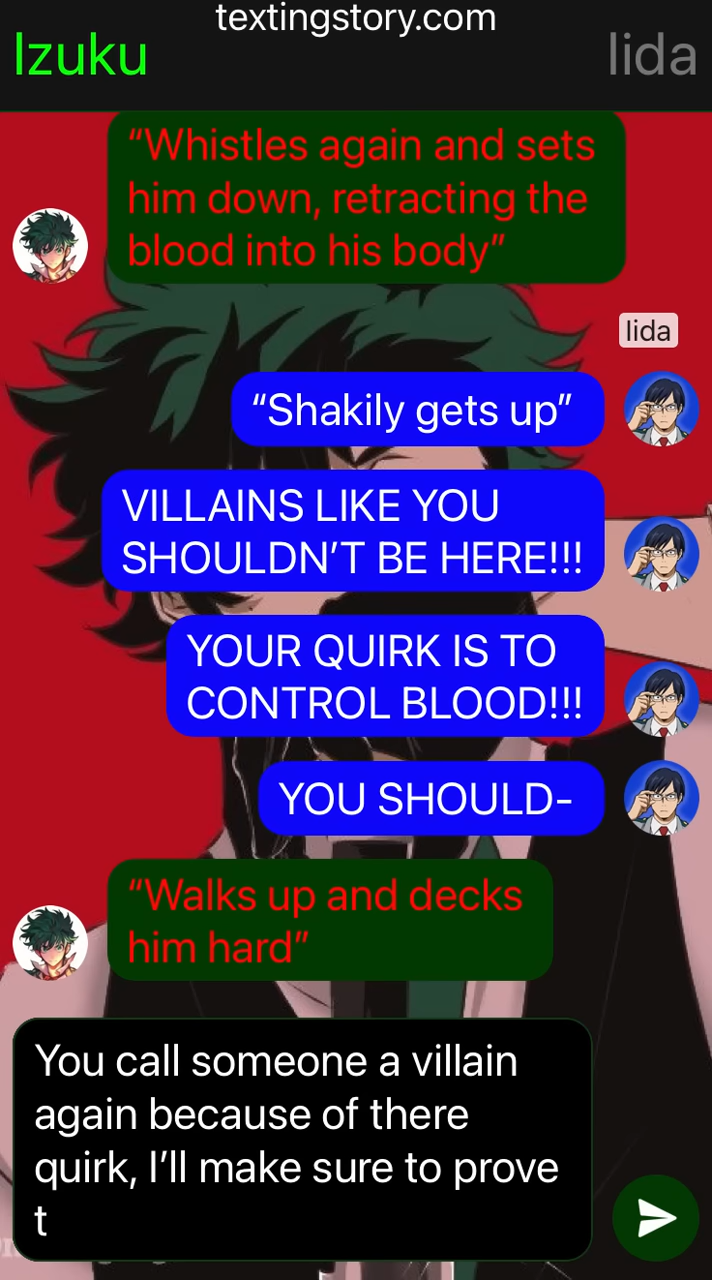 textingstory.com
Izuku
Iida
“Whistles again and sets
him down, retracting the
blood into his body”
Iida
“Shakily gets up”
VILLAINS LIKE YOU
SHOULDN’T BE HERE!!!
YOUR QUIRK IS TO
CONTROL BLOOD!!!
YOU SHOULD-
“Walks up and decks
him hard”
You call someone a villain
again because of there
quirk, I’ll make sure to prove
t